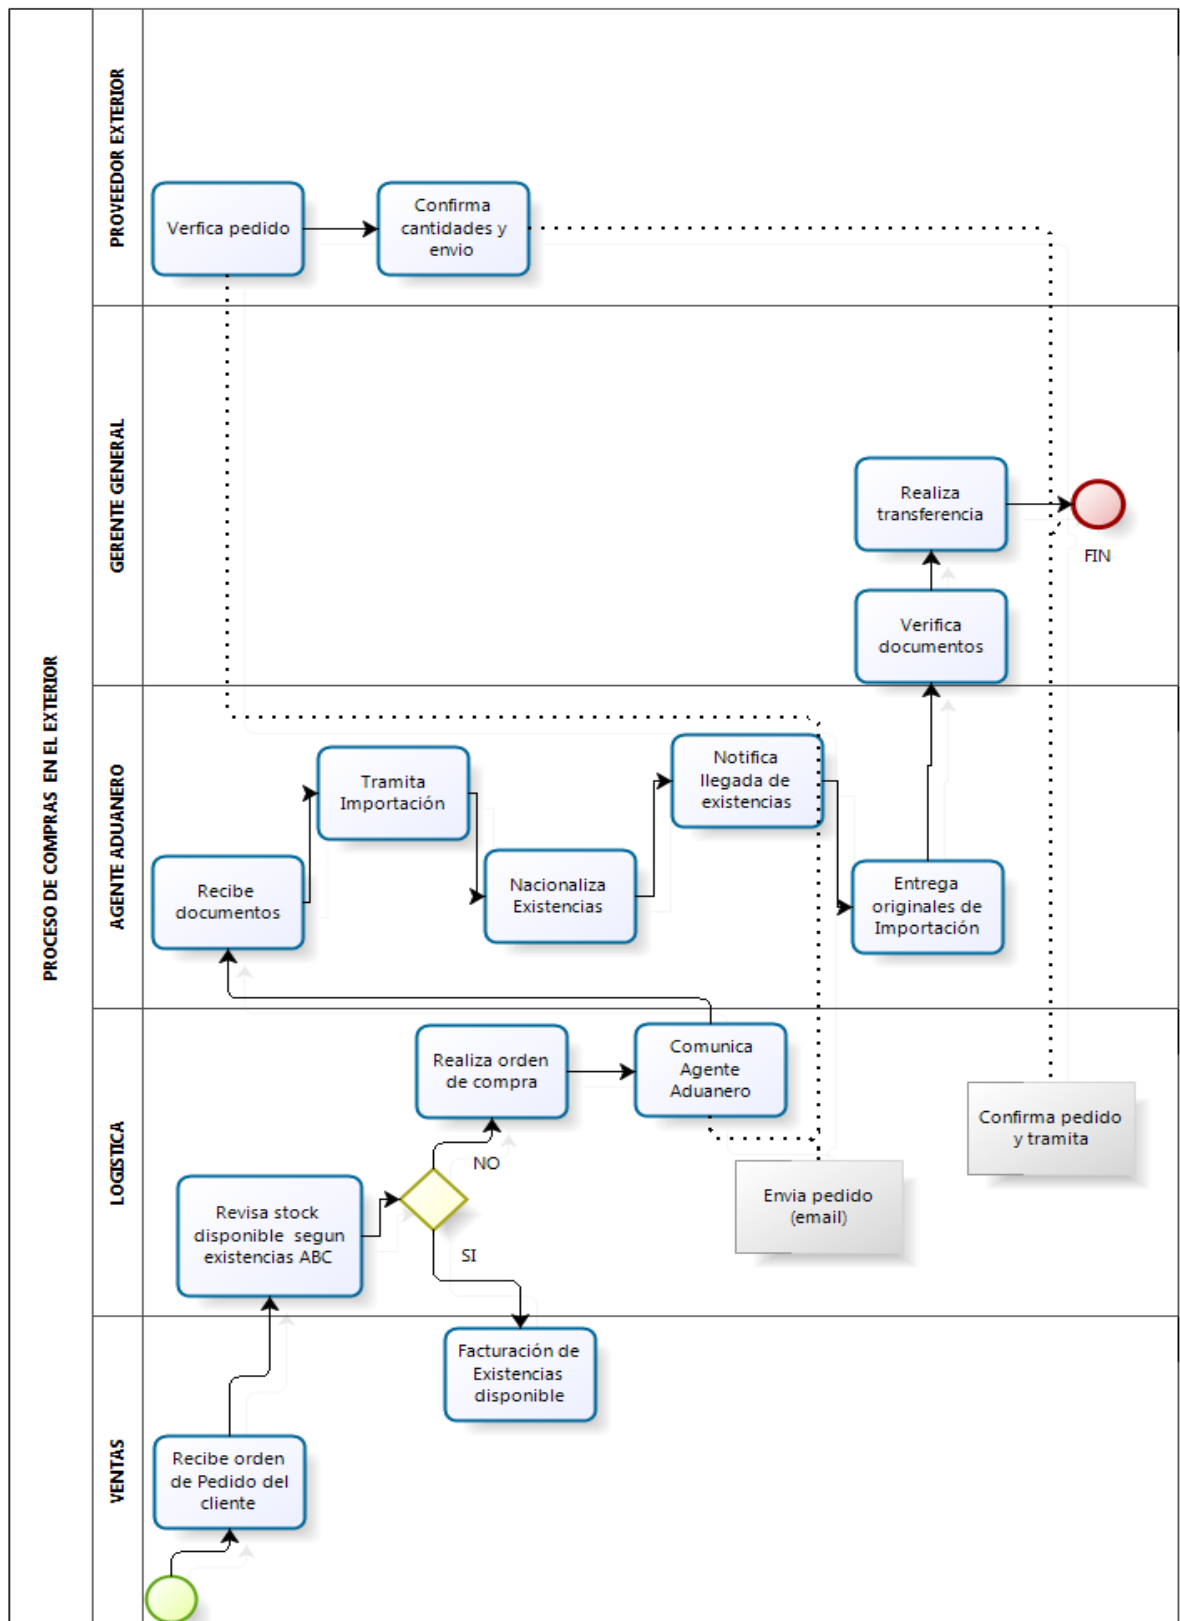 PROCESO DE COMPRAS EN EL EXTERIOR
PROVEEDOR EXTERIOR
Verfica pedido
Confirma
cantidades y
envio
GERENTE GENERAL
Realiza
transferencia
FIN
Verifica
documentos
AGENTE ADUANERO
Notifica
llegada de
existencias
Tramita
Importación
Recibe
documentos
Nacionaliza
Existencias
Entrega
originales de
Importación
LOGISTICA
Realiza orden
de compra
Comunica
Agente
Aduanero
Confirma pedido
y tramita
NO
Envia pedido
(email)
Revisa stock
disponible segun
existencias ABC
SI
VENTAS
Facturación de
Existencias
disponible
Recibe orden
de Pedido del
cliente